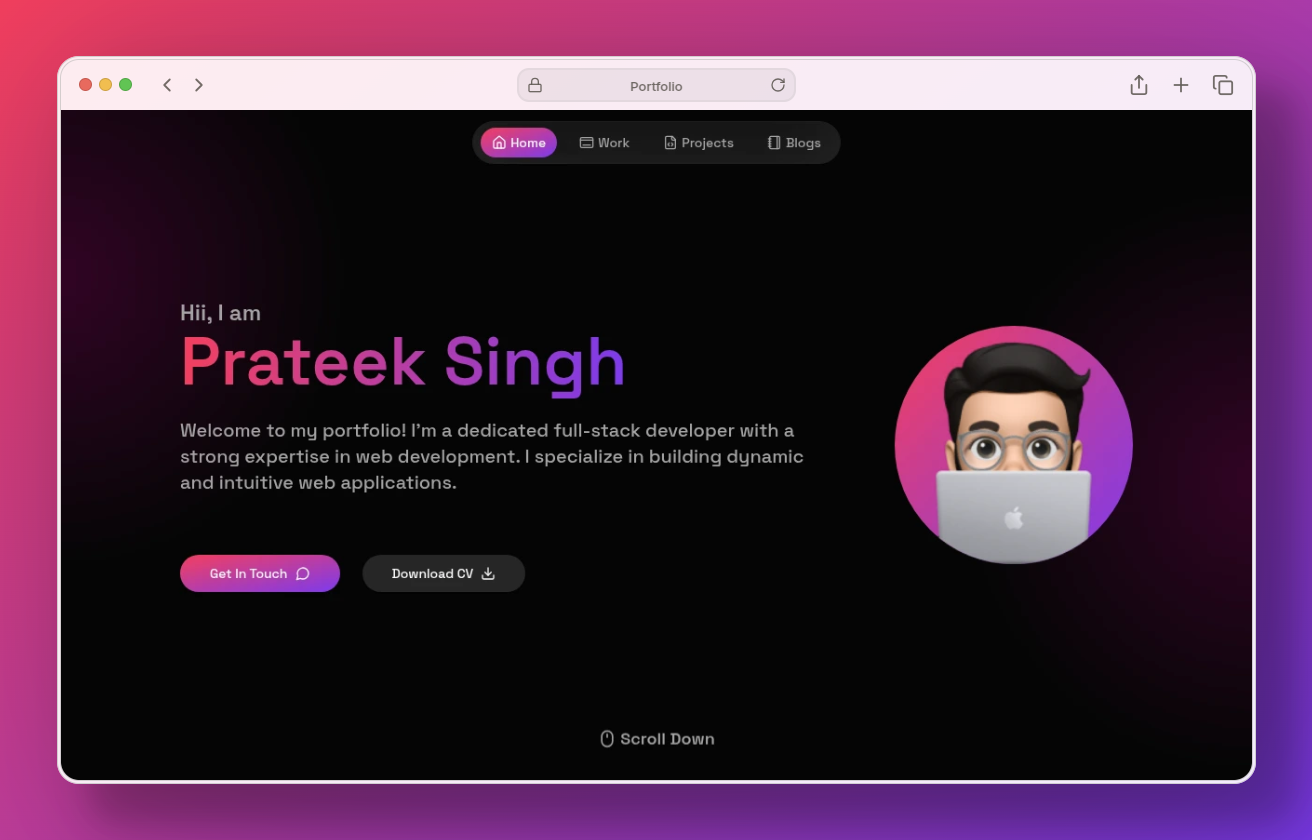 Portfolio
Home Work Projects Blogs
Hii, I am
Prateek Singh
Welcome to my portfolio! I'm a dedicated full-stack developer with a
strong expertise in web development. I specialize in building dynamic
and intuitive web applications.
Get In Touch Download CV
Scroll Down